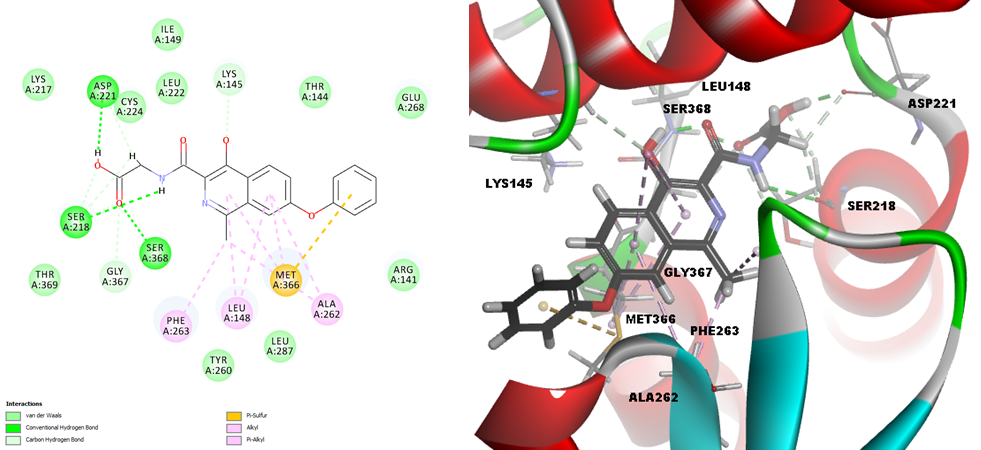 ILE
A:149
LYS
A:217
ASP
A:221
CYS
A:224
LEU
A:222
LYS
A:145
THR
A:144
GLU
A:268
H
O
O
O
H
N
H
O
N
O
SER
A:218
SER
A:368
THR
A:369
GLY
A:367
MET
A:366
ARG
A:141
PHE
A:263
LEU
A:148
ALA
A:262
TYR
A:260
LEU
A:287
Interactions
van der Waals
Conventional Hydrogen Bond
Carbon Hydrogen Bond
Pi-Sulfur
Alkyl
Pi-Alkyl
LEU148
SER368
ASP221
LYS145
SER218
GLY367
MET366
PHE263
ALA262